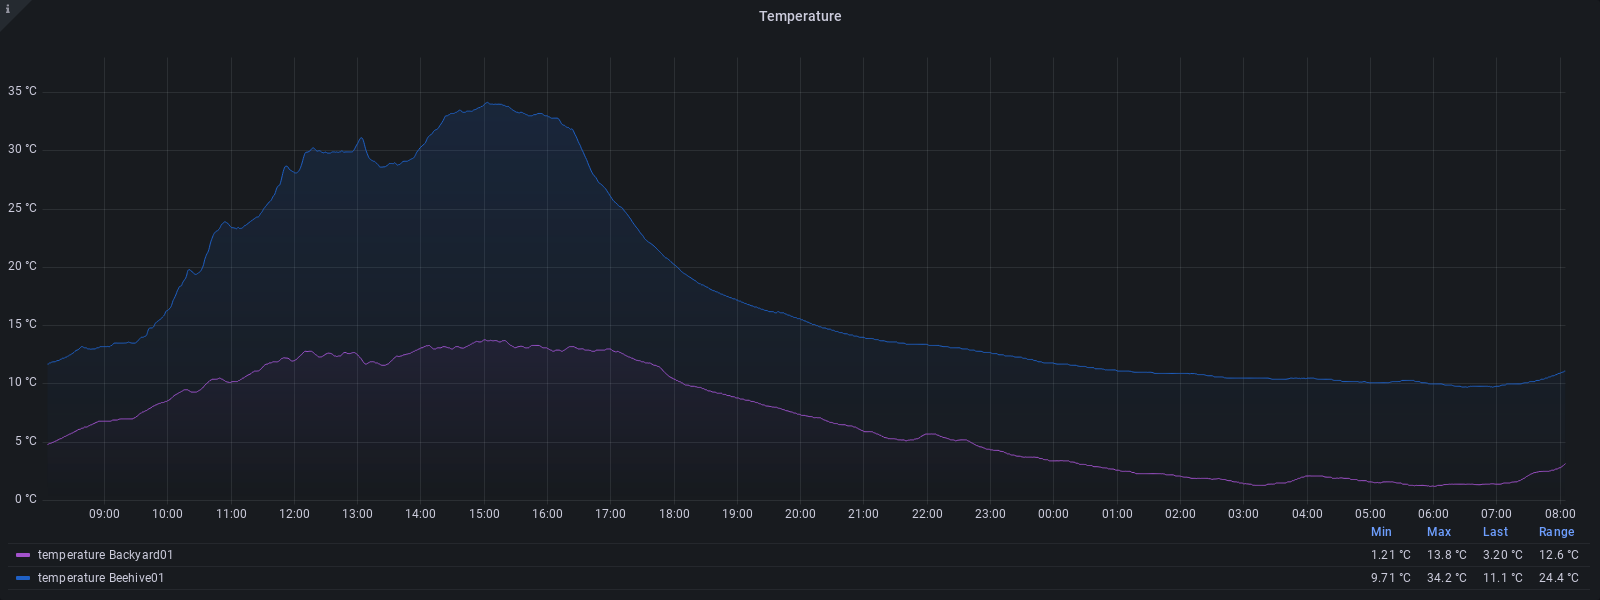 i
Temperature
35 °C
30 °C
25 °C
20 °C
15 °C
10 °C
5 °C
0 °C
09:00 10:00 11:00 12:00 13:00 14:00 15:00 16:00 17:00 18:00 19:00 20:00 21:00 22:00 23:00 00:00 01:00 02:00 03:00 04:00 05:00 06:00 07:00 08:00
Min Max Last Range
temperature Backyard01 1.21 °C 13.8 °C 3.20 °C 12.6 °C
temperature Beehive01 9.71 °C 34.2 °C 11.1 °C 24.4 °C